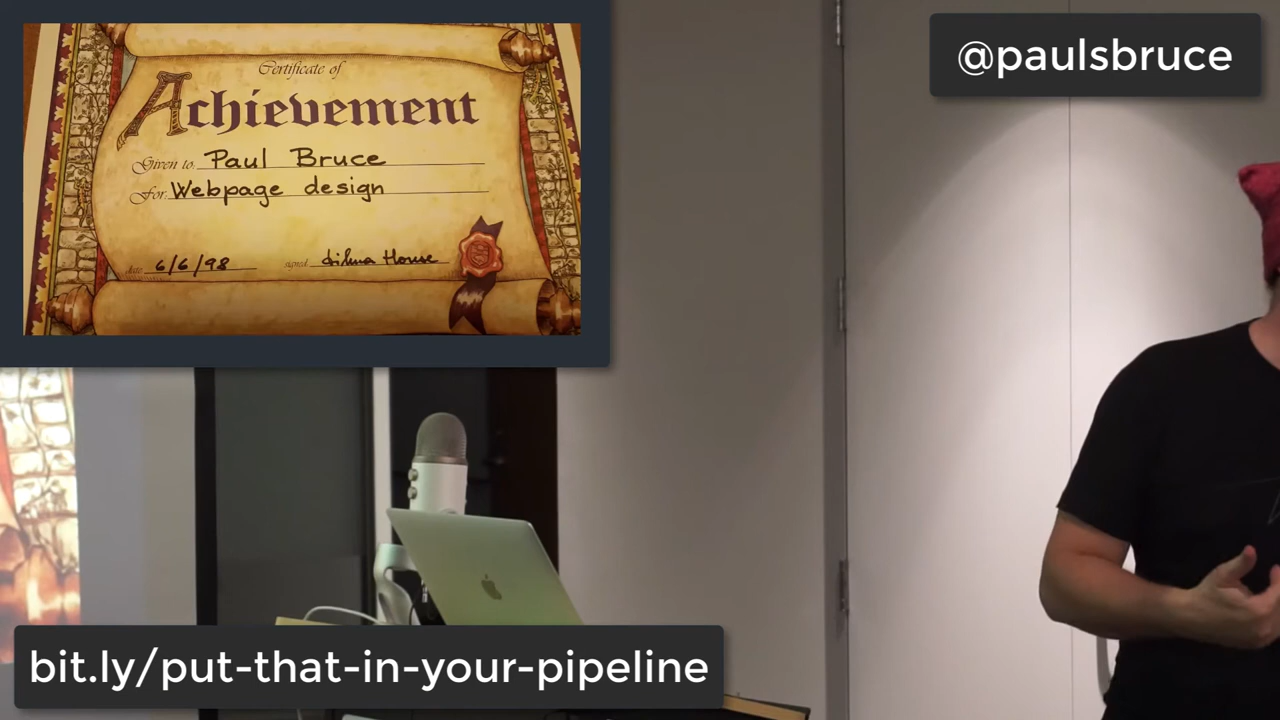 Certificate of
Achievement
Given to: Paul Bruce
For: Webpage design
date 6/6/98 signed House
@paulsbruce
bit.ly/put-that-in-your-pipeline